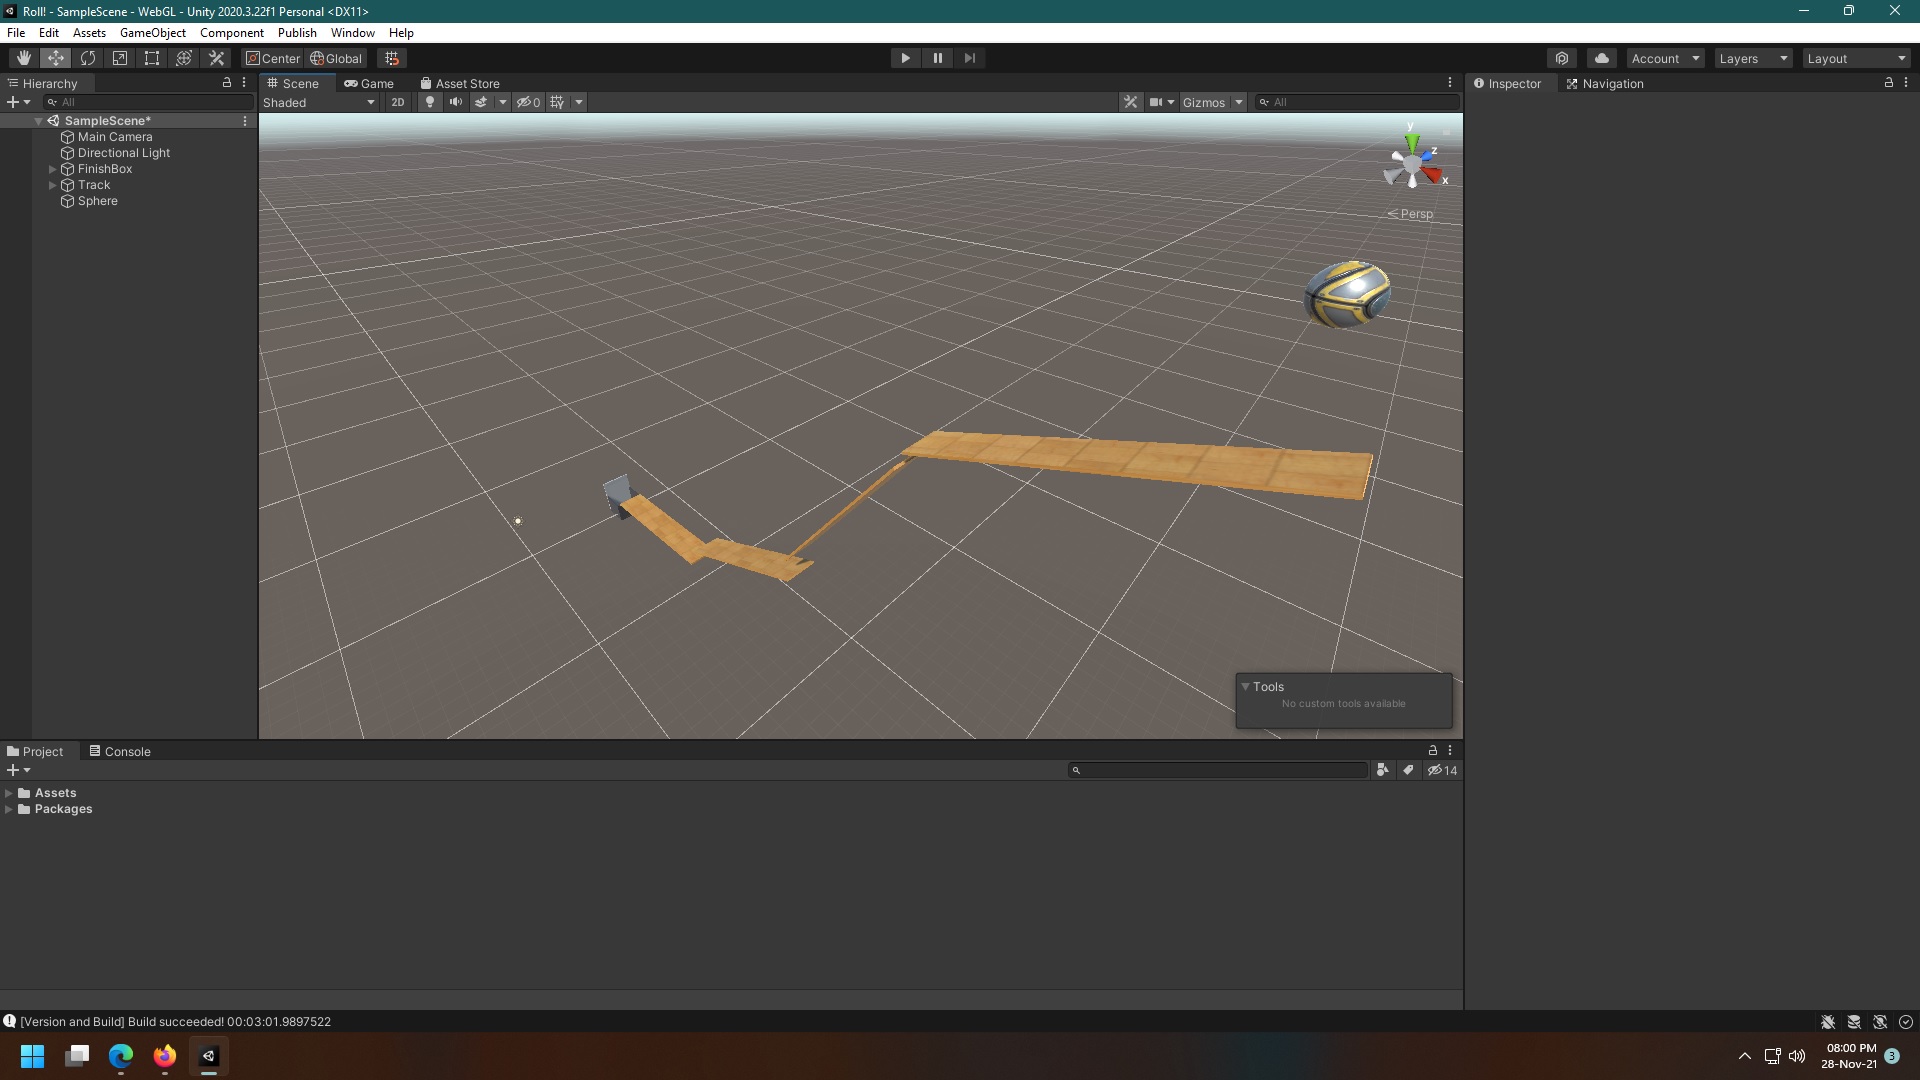 Roll! - SampleScene - WebGL - Unity 2020.3.22f1 Personal <DX11>
File Edit Assets GameObject Component Publish Window Help
Center Global Account Layers Layout
Hierarchy Scene Game Asset Store Inspector Navigation
All Shaded 2D 0 Gizmos All
SampleScene*
Main Camera
Directional Light
FinishBox
Track
Sphere
y
z
x
Persp
Tools
No custom tools available
Project Console
14
Assets
Packages
[Version and Build] Build succeeded! 00:03:01.9897522
08:00 PM
28-Nov-21 3